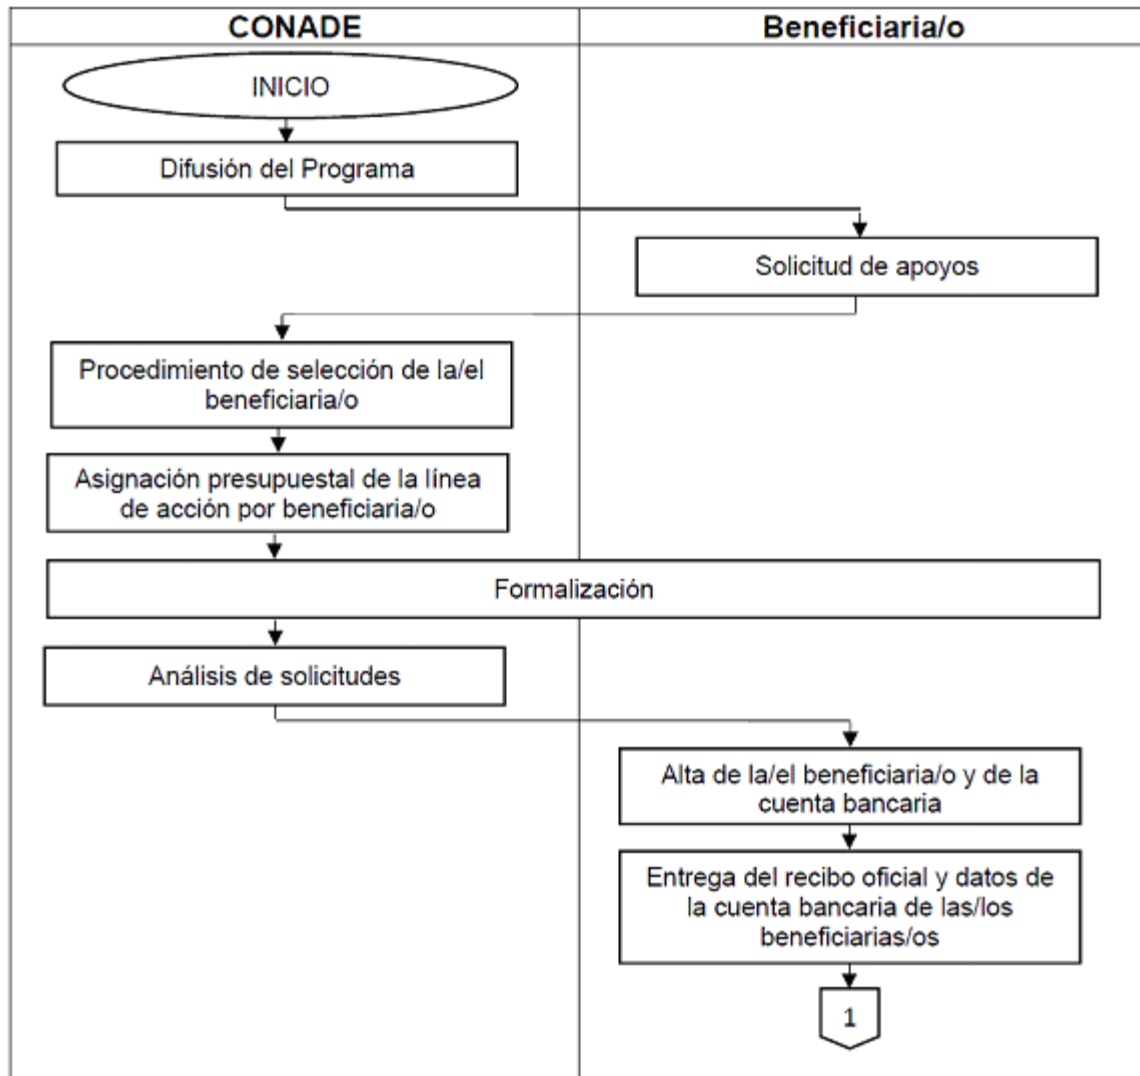 CONADE
Beneficiaria/o
INICIO
Difusión del Programa
Solicitud de apoyos
Procedimiento de selección de la/el
beneficiaria/o
Asignación presupuestal de la línea
de acción por beneficiaria/o
Formalización
Análisis de solicitudes
Alta de la/el beneficiaria/o y de la
cuenta bancaria
Entrega del recibo oficial y datos de
la cuenta bancaria de las/los
beneficiarias/os
1